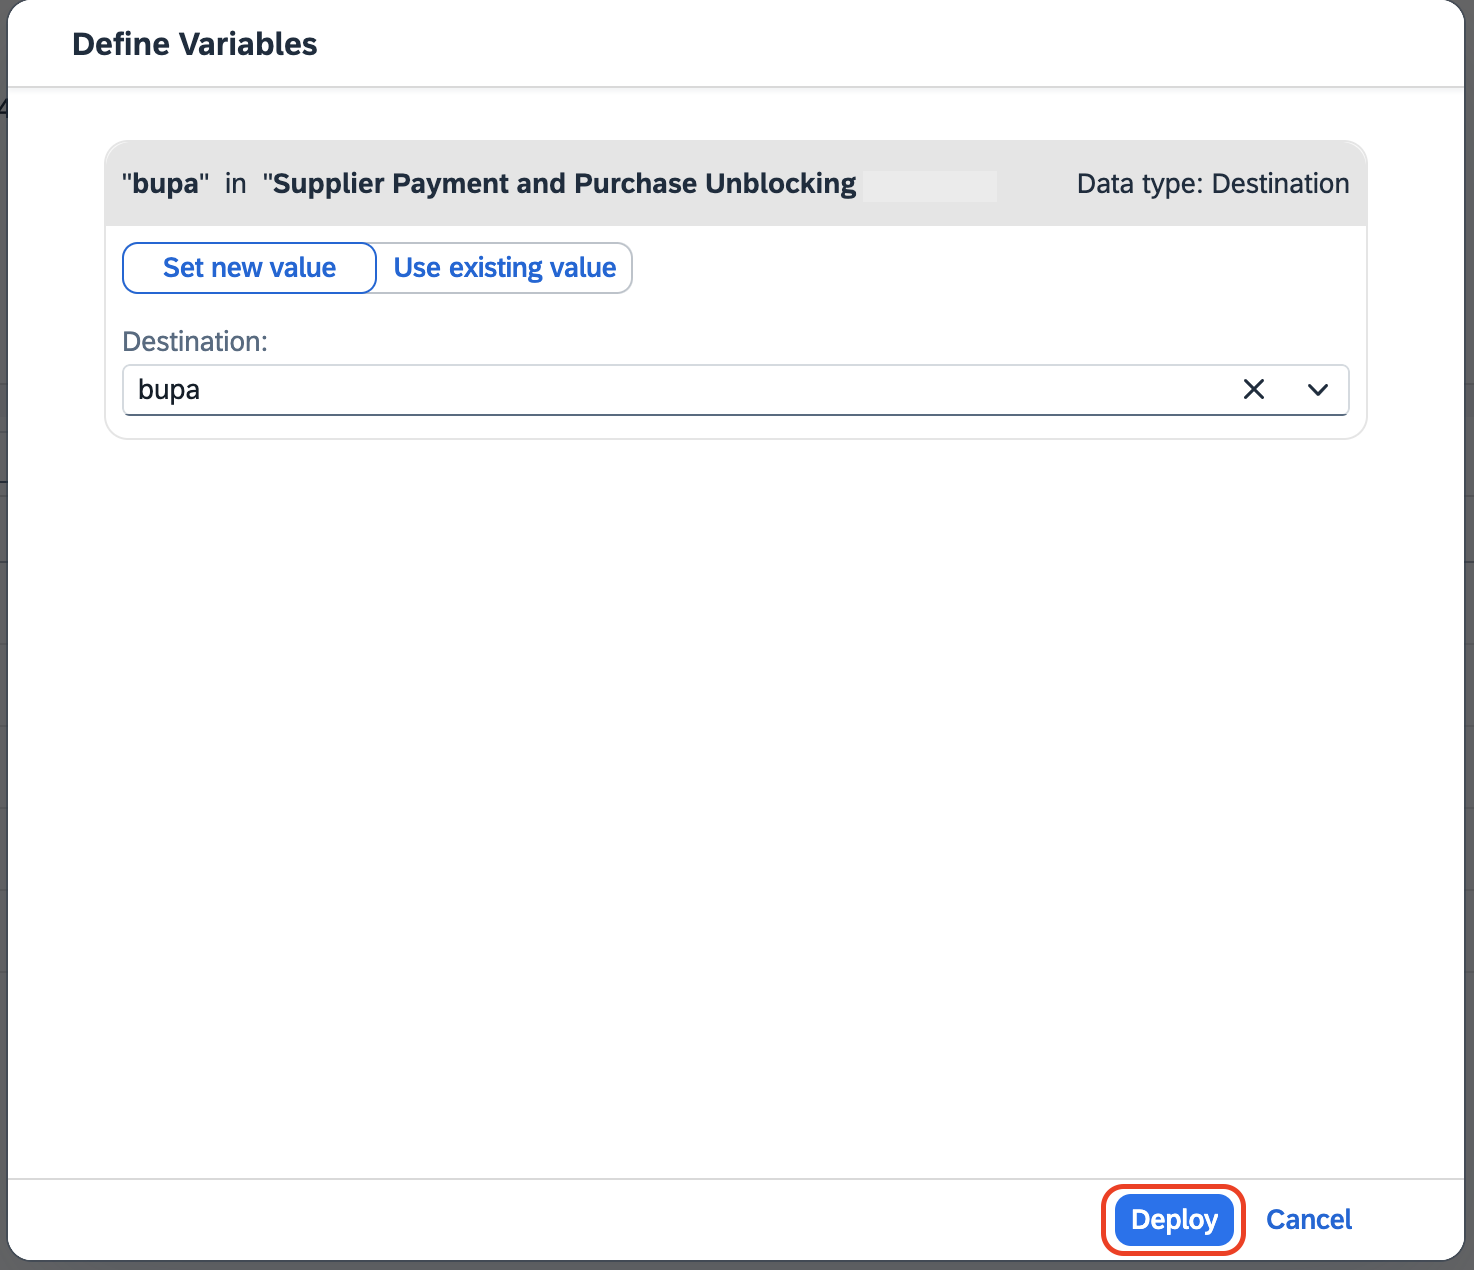 Define Variables
"bupa" in "Supplier Payment and Purchase Unblocking
Data type: Destination
Set new value
Use existing value
Destination:
bupa
Deploy
Cancel